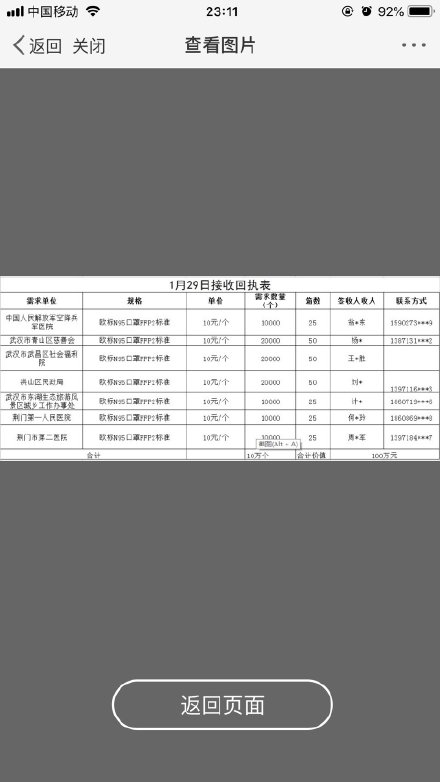 中国移动 23:11 92%
返回 关闭 查看图片
1月29日接收回执表
需求单位 规格 单价 需求数量（个） 箱数 签收人收人 联系方式
中国人民解放军空降兵军医院 欧标N95口罩FFP2标准 10元/个 10000 25 *东 1590273***9
武汉市青山区慈善会 欧标N95口罩FFP2标准 10元/个 20000 50 杨* 1387131***2
武汉市武昌区社会福利院 欧标N95口罩FFP2标准 10元/个 20000 50 王*胜
洪山区民政局 欧标N95口罩FFP2标准 10元/个 20000 50 刘* 1397116***3
武汉市东湖生态旅游风景区城乡工作办事处 欧标N95口罩FFP2标准 10元/个 10000 25 计* 1860719***6
荆门第一人民医院 欧标N95口罩FFP2标准 10元/个 10000 25 何*玲 1860869***8
荆门市第二医院 欧标N95口罩FFP2标准 10元/个 10000 25 周*军 1397184***7
截图(Alt + A)
合计 10万个 合计价值 100万元
返回页面